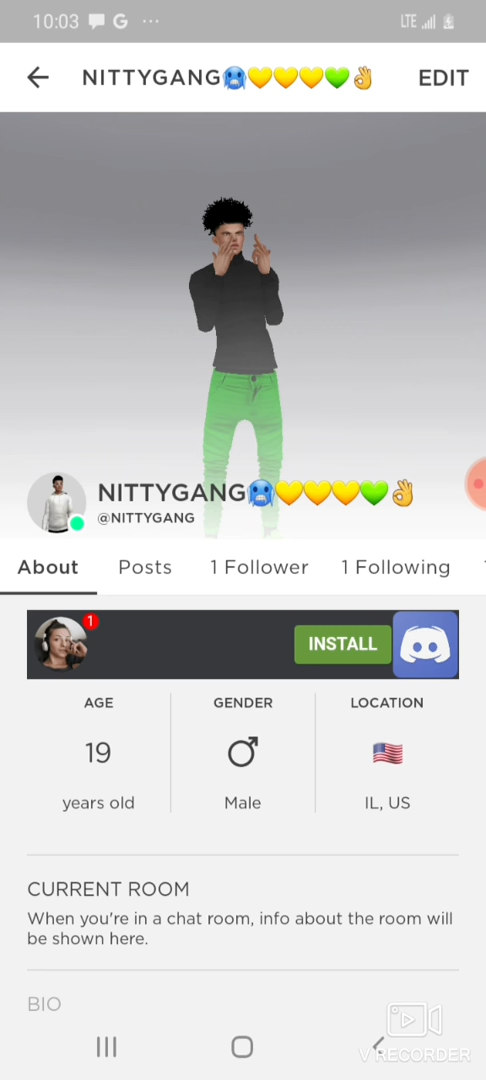 10:03 G ... LTE
NITTYGANG🥶💛💛💛💚👌 EDIT
NITTYGANG🥶💛💛💛💚👌
@NITTYGANG
About Posts 1 Follower 1 Following
1
INSTALL
AGE GENDER LOCATION
19
years old Male IL, US
CURRENT ROOM
When you're in a chat room, info about the room will
be shown here.
BIO
V RECORDER